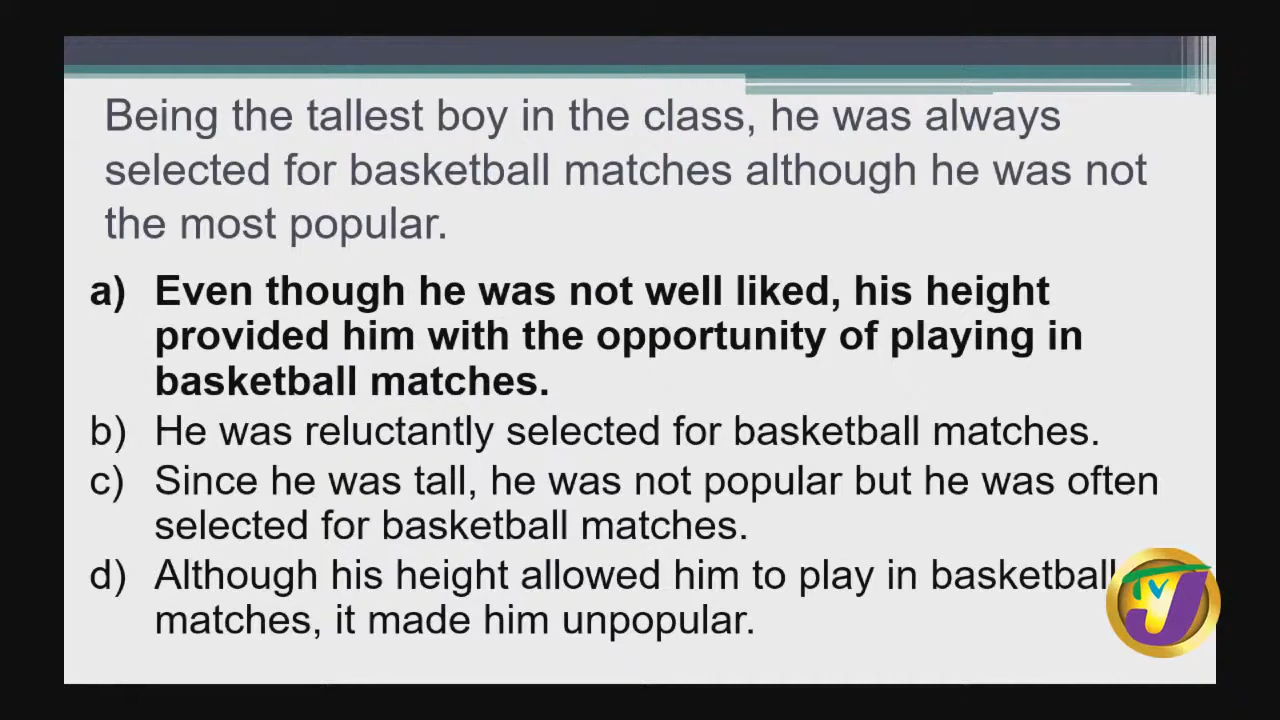 Being the tallest boy in the class, he was always
selected for basketball matches although he was not
the most popular.
a) Even though he was not well liked, his height
provided him with the opportunity of playing in
basketball matches.
b) He was reluctantly selected for basketball matches.
c) Since he was tall, he was not popular but he was often
selected for basketball matches.
d) Although his height allowed him to play in basketball
matches, it made him unpopular.
TVJ